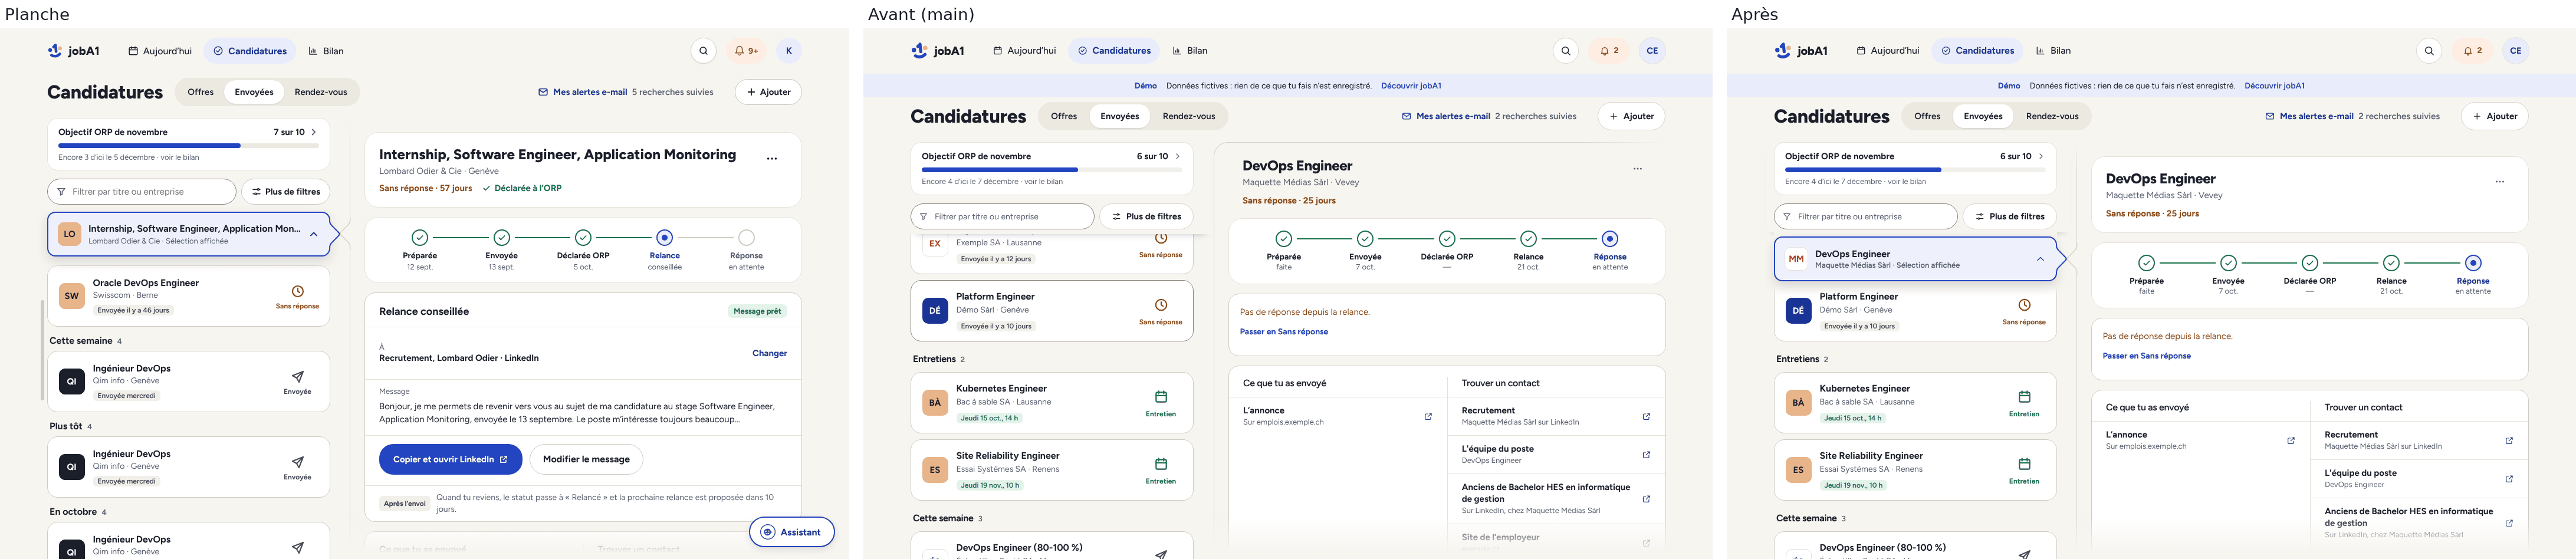 Planche
jobA1
Aujourd'hui
Candidatures
Bilan
9+
K
Candidatures
Offres
Envoyées
Rendez-vous
Mes alertes e-mail 5 recherches suivies
Ajouter
Objectif ORP de novembre
7 sur 10
Encore 3 d'ici le 5 décembre · voir le bilan
Filtrer par titre ou entreprise
Plus de filtres
LO
Internship, Software Engineer, Application Mon...
Lombard Odier & Cie · Sélection affichée
SW
Oracle DevOps Engineer
Swisscom · Berne
Envoyée il y a 46 jours
Sans réponse
Cette semaine 4
QI
Ingénieur DevOps
Qim info · Genève
Envoyée mercredi
Envoyée
Plus tôt 4
QI
Ingénieur DevOps
Qim info · Genève
Envoyée mercredi
Envoyée
En octobre 4
QI
Ingénieur DevOps
Qim info · Genève
Internship, Software Engineer, Application Monitoring
Lombard Odier & Cie · Genève
Sans réponse · 57 jours
Déclarée à l'ORP
Préparée
12 sept.
Envoyée
13 sept.
Déclarée ORP
5 oct.
Relance
conseillée
Réponse
en attente
Relance conseillée
Message prêt
À
Recrutement, Lombard Odier · LinkedIn
Changer
Message
Bonjour, je me permets de revenir vers vous au sujet de ma candidature au stage Software Engineer,
Application Monitoring, envoyée le 13 septembre. Le poste m'intéresse toujours beaucoup...
Copier et ouvrir LinkedIn
Modifier le message
Après l'envoi
Quand tu reviens, le statut passe à « Relancé » et la prochaine relance est proposée dans 10
jours.
Assistant
Ce que tu as envoyé
Trouver un contact
Avant (main)
jobA1
Aujourd'hui
Candidatures
Bilan
2
CE
Démo Données fictives : rien de ce que tu fais n'est enregistré. Découvrir jobA1
Candidatures
Offres
Envoyées
Rendez-vous
Mes alertes e-mail 2 recherches suivies
Ajouter
Objectif ORP de novembre
6 sur 10
Encore 4 d'ici le 7 décembre · voir le bilan
Filtrer par titre ou entreprise
Plus de filtres
EX
Exemple SA · Lausanne
Envoyée il y a 12 jours
Sans réponse
DÉ
Platform Engineer
Démo Sàrl · Genève
Envoyée il y a 10 jours
Sans réponse
Entretiens 2
BÀ
Kubernetes Engineer
Bac à sable SA · Lausanne
Jeudi 15 oct., 14 h
Entretien
ES
Site Reliability Engineer
Essai Systèmes SA · Renens
Jeudi 19 nov., 10 h
Entretien
Cette semaine 3
DevOps Engineer (80-100 %)
DevOps Engineer
Maquette Médias Sàrl · Vevey
Sans réponse · 25 jours
Préparée
faite
Envoyée
7 oct.
Déclarée ORP
—
Relance
21 oct.
Réponse
en attente
Pas de réponse depuis la relance.
Passer en Sans réponse
Ce que tu as envoyé
L'annonce
Sur emplois.exemple.ch
Trouver un contact
Recrutement
Maquette Médias Sàrl sur LinkedIn
L'équipe du poste
DevOps Engineer
Anciens de Bachelor HES en informatique
de gestion
Sur LinkedIn, chez Maquette Médias Sàrl
Site de l'employeur
Après
jobA1
Aujourd'hui
Candidatures
Bilan
2
CE
Démo Données fictives : rien de ce que tu fais n'est enregistré. Découvrir jobA1
Candidatures
Offres
Envoyées
Rendez-vous
Mes alertes e-mail 2 recherches suivies
Ajouter
Objectif ORP de novembre
6 sur 10
Encore 4 d'ici le 7 décembre · voir le bilan
Filtrer par titre ou entreprise
Plus de filtres
MM
DevOps Engineer
Maquette Médias Sàrl · Sélection affichée
DÉ
Platform Engineer
Démo Sàrl · Genève
Envoyée il y a 10 jours
Sans réponse
Entretiens 2
BÀ
Kubernetes Engineer
Bac à sable SA · Lausanne
Jeudi 15 oct., 14 h
Entretien
ES
Site Reliability Engineer
Essai Systèmes SA · Renens
Jeudi 19 nov., 10 h
Entretien
Cette semaine 3
DevOps Engineer (80-100 %)
DevOps Engineer
Maquette Médias Sàrl · Vevey
Sans réponse · 25 jours
Préparée
faite
Envoyée
7 oct.
Déclarée ORP
—
Relance
21 oct.
Réponse
en attente
Pas de réponse depuis la relance.
Passer en Sans réponse
Ce que tu as envoyé
L'annonce
Sur emplois.exemple.ch
Trouver un contact
Recrutement
Maquette Médias Sàrl sur LinkedIn
L'équipe du poste
DevOps Engineer
Anciens de Bachelor HES en informatique
de gestion
Sur LinkedIn, chez Maquette Médias Sàrl